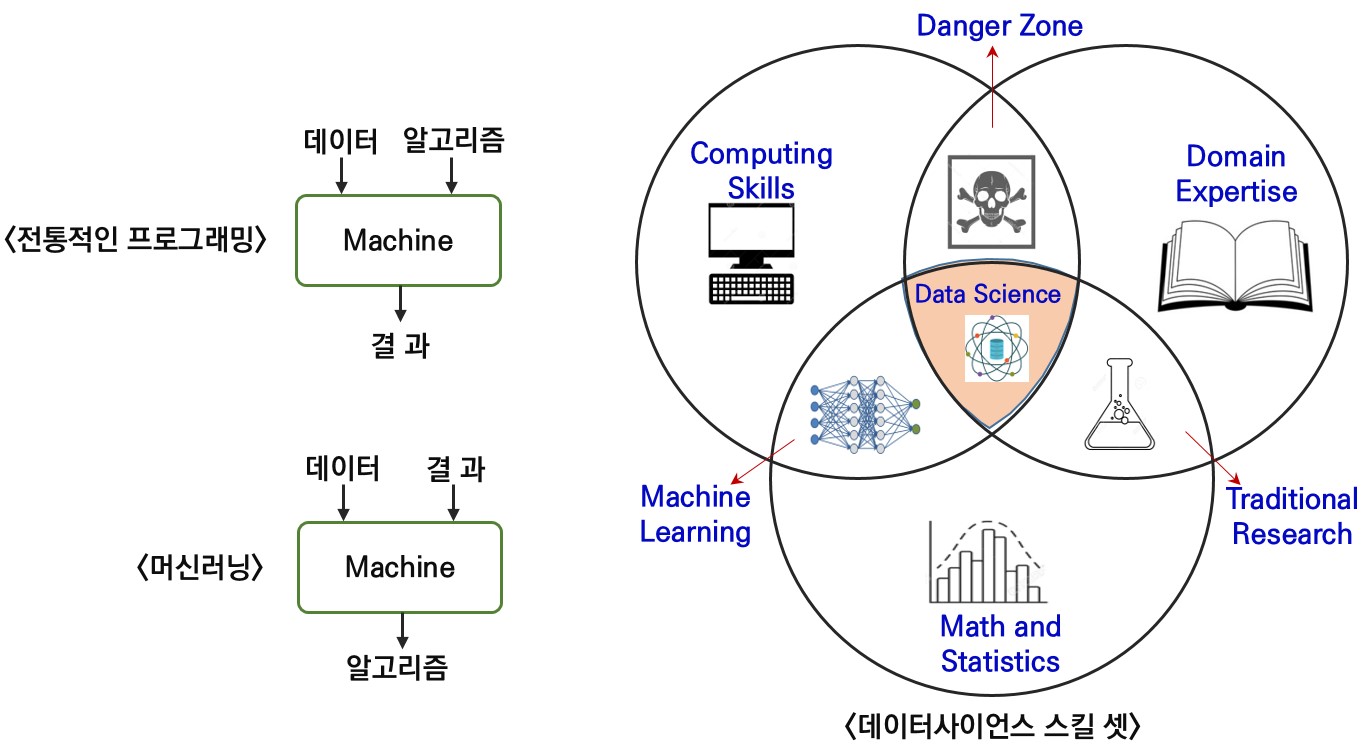 데이터 알고리즘
<전통적인 프로그래밍>
Machine
결 과
데이터 결 과
<머신러닝>
Machine
알고리즘
Danger Zone
Computing
Skills
Domain
Expertise
Data Science
Machine
Learning
Traditional
Research
Math and
Statistics
<데이터사이언스 스킬 셋>